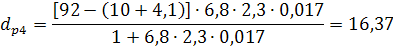 d_{p4} = \frac{[92 − (10 + 4,1)] · 6,8 · 2,3 · 0,017}{1 + 6,8 · 2,3 · 0,017} = 16,37